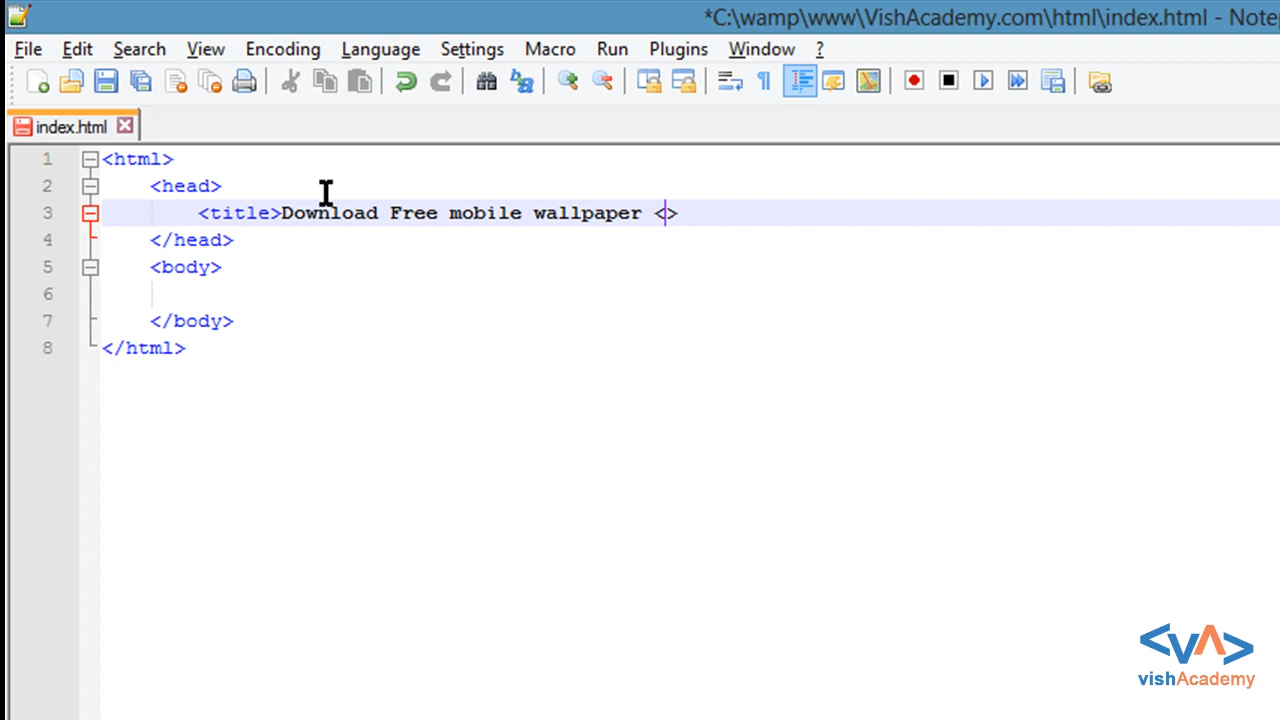 *C:\wamp\www\VishAcademy.com\html\index.html - Note
File Edit Search View Encoding Language Settings Macro Run Plugins Window ?
index.html
1 <html>
2 <head>
3 <title>Download Free mobile wallpaper <>
4 </head>
5 <body>
6
7 </body>
8 </html>
<VA>
vishAcademy